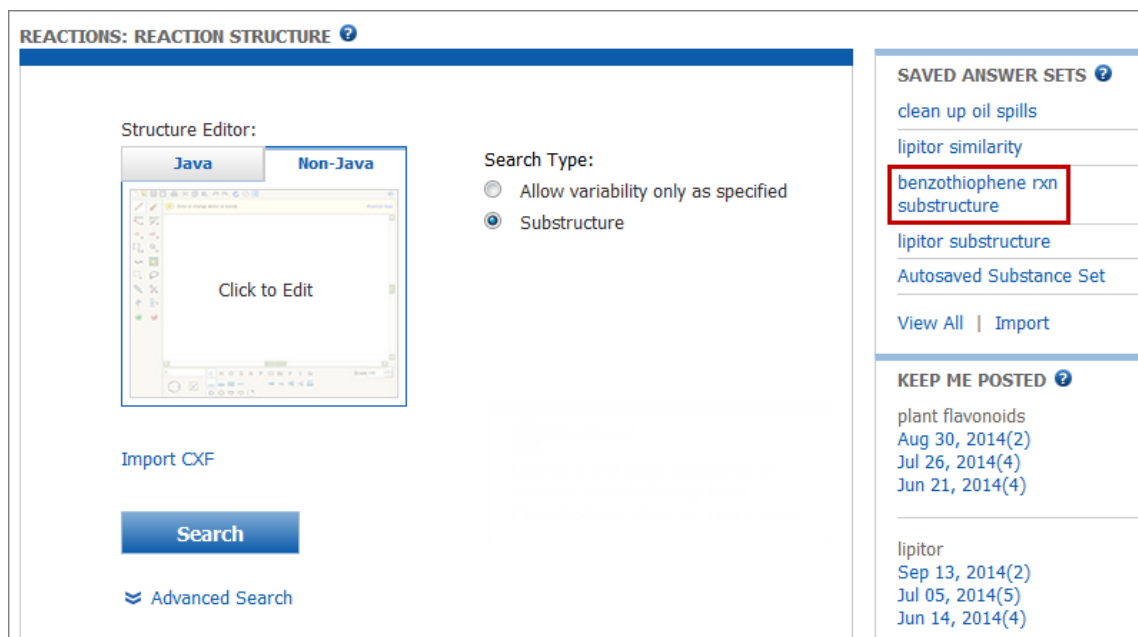 REACTIONS: REACTION STRUCTURE ?
Structure Editor:
Java
Non-Java
Click to Edit
Search Type:
Allow variability only as specified
Substructure
Import CXF
Search
Advanced Search
SAVED ANSWER SETS ?
clean up oil spills
lipitor similarity
benzothiophene rxn
substructure
lipitor substructure
Autosaved Substance Set
View All | Import
KEEP ME POSTED ?
plant flavonoids
Aug 30, 2014(2)
Jul 26, 2014(4)
Jun 21, 2014(4)
lipitor
Sep 13, 2014(2)
Jul 05, 2014(5)
Jun 14, 2014(4)